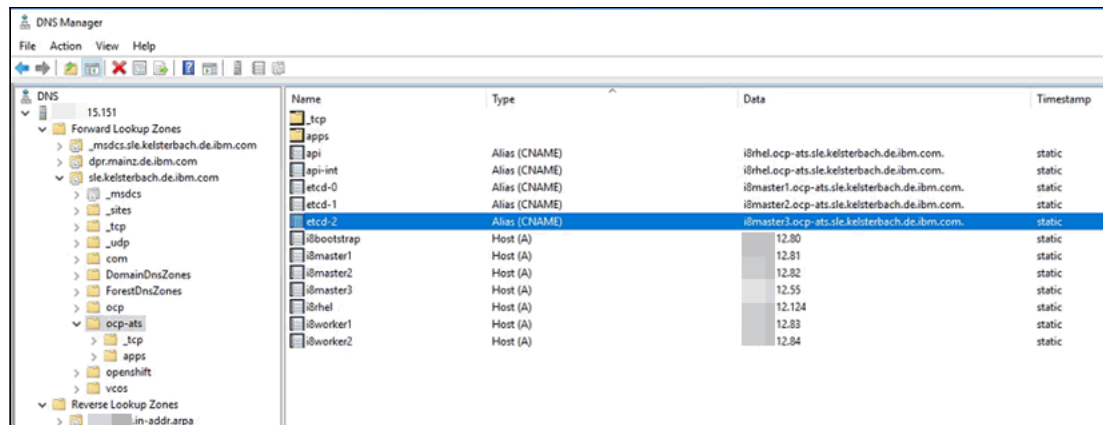 DNS Manager
File Action View Help
DNS
15.151
Forward Lookup Zones
_msdcs.sle.kelsterbach.de.ibm.com
dpr.mainz.de.ibm.com
sle.kelsterbach.de.ibm.com
_msdcs
_sites
_tcp
_udp
com
DomainDnsZones
ForestDnsZones
ocp
ocp-ats
_tcp
apps
openshift
vcos
Reverse Lookup Zones
.in-addr.arpa
Name Type Data Timestamp
_tcp
apps
api Alias (CNAME) i8rhel.ocp-ats.sle.kelsterbach.de.ibm.com. static
api-int Alias (CNAME) i8rhel.ocp-ats.sle.kelsterbach.de.ibm.com. static
etcd-0 Alias (CNAME) i8master1.ocp-ats.sle.kelsterbach.de.ibm.com. static
etcd-1 Alias (CNAME) i8master2.ocp-ats.sle.kelsterbach.de.ibm.com. static
etcd-2 Alias (CNAME) i8master3.ocp-ats.sle.kelsterbach.de.ibm.com. static
i8bootstrap Host (A) 12.80 static
i8master1 Host (A) 12.81 static
i8master2 Host (A) 12.82 static
i8master3 Host (A) 12.55 static
i8rhel Host (A) 12.124 static
i8worker1 Host (A) 12.83 static
i8worker2 Host (A) 12.84 static